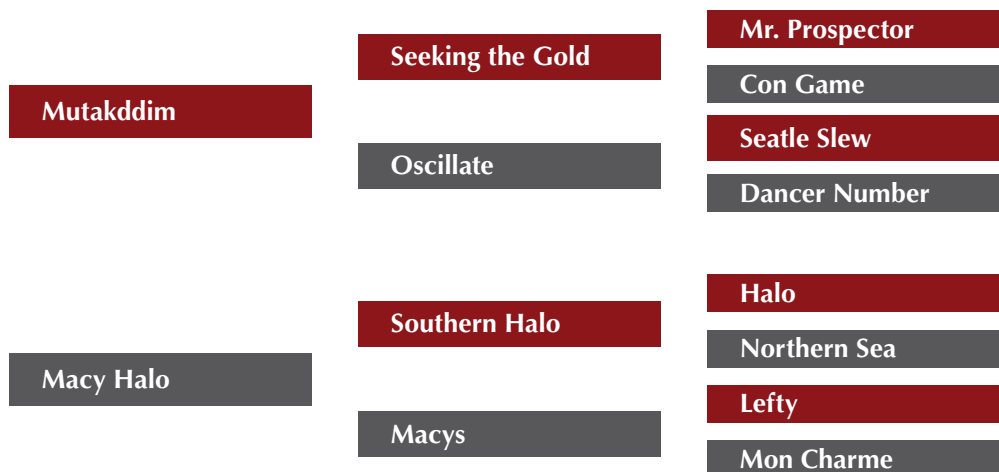 Mutakddim
Macy Halo
Seeking the Gold
Oscillate
Southern Halo
Macys
Mr. Prospector
Con Game
Seatle Slew
Dancer Number
Halo
Northern Sea
Lefty
Mon Charme